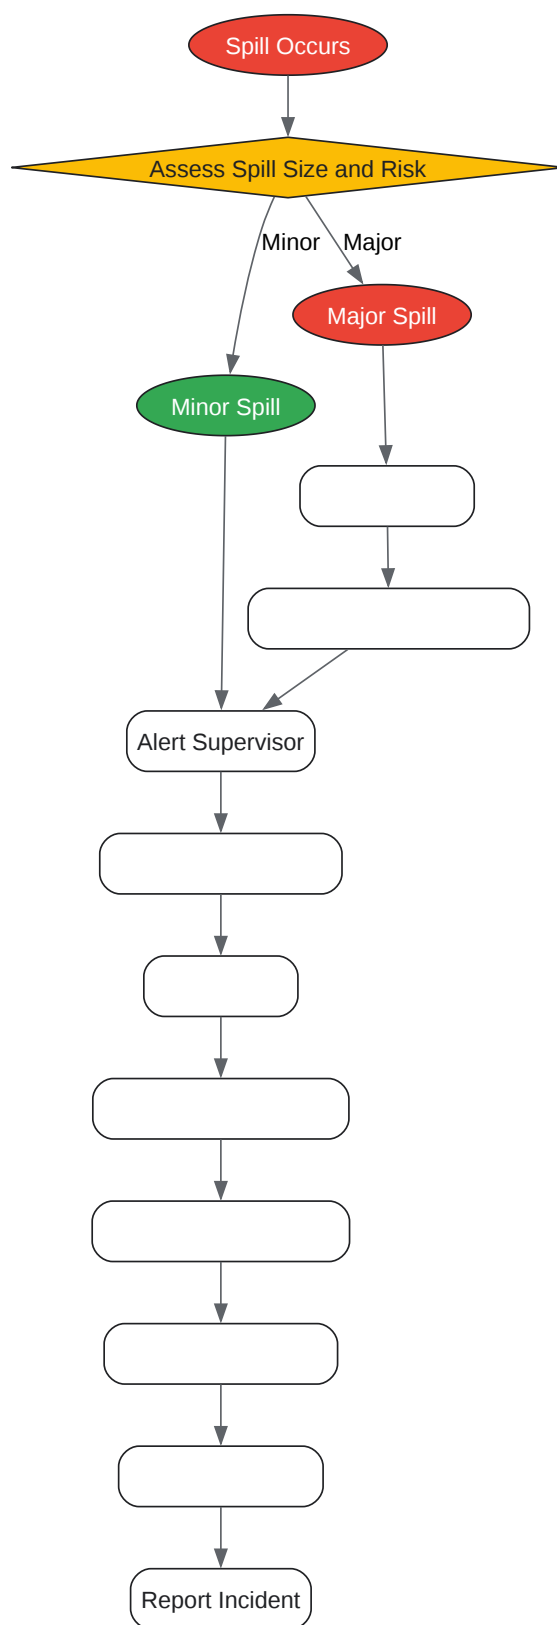 Spill Occurs
Assess Spill Size and Risk
Minor
Major
Major Spill
Minor Spill
Alert Supervisor
Report Incident